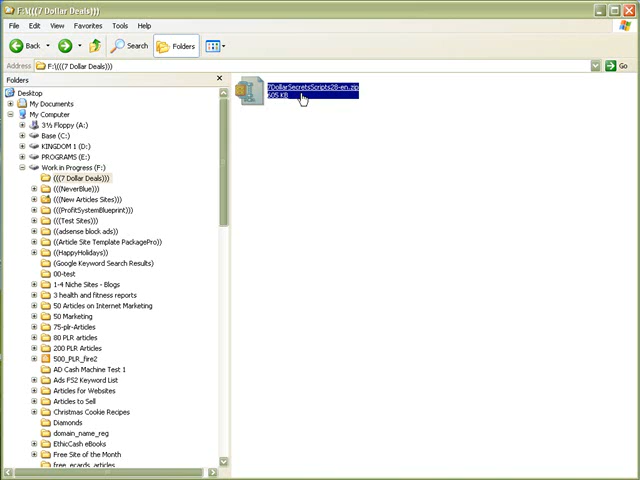 F:\(((7 Dollar Deals)))
File Edit View Favorites Tools Help
Back Search Folders
Address F:\(((7 Dollar Deals))) Go
Folders
Desktop
My Documents
My Computer
3½ Floppy (A:)
Base (C:)
KINGDOM 1 (D:)
PROGRAMS (E:)
Work in Progress (F:)
(((7 Dollar Deals)))
(((NeverBlue)))
(((New Articles Sites)))
(((ProfitSystemBlueprint)))
(((Test Sites)))
((adsense block ads))
((Article Site Template PackagePro))
((HappyHolidays))
(Google Keyword Search Results)
00-test
1-4 Niche Sites - Blogs
3 health and fitness reports
50 Articles on Internet Marketing
50 Marketing
75-plr-Articles
80 PLR articles
200 PLR Articles
500_PLR_fire2
AD Cash Machine Test 1
Ads FS2 Keyword List
Articles for Websites
Articles to Sell
Christmas Cookie Recipes
Diamonds
domain_name_reg
EthicCash eBooks
Free Site of the Month
free_ecards_articles
7DollarSecretsScripts28-en.zip
605 KB